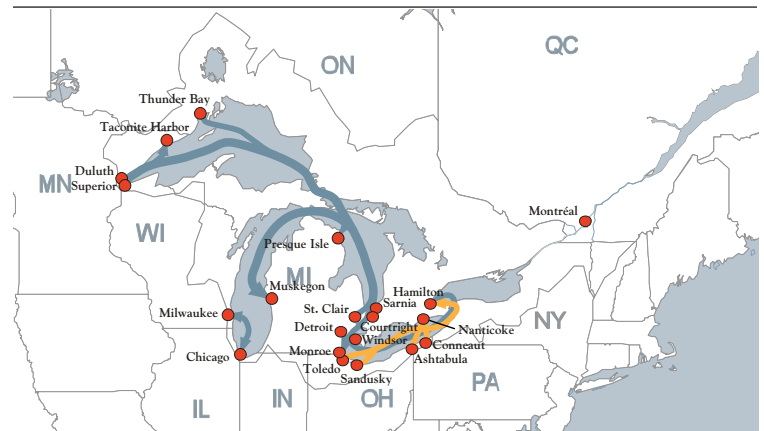 QC
ON
Thunder Bay
Taconite Harbor
Duluth
Superior
MN
Montréal
WI
Presque Isle
MI
Muskegon
Hamilton
Sarnia
St. Clair
Milwaukee
Courtright
Nanticoke
NY
Detroit
Windsor
Conneaut
Monroe
Chicago
Ashtabula
Toledo
Sandusky
PA
IN
OH
IL